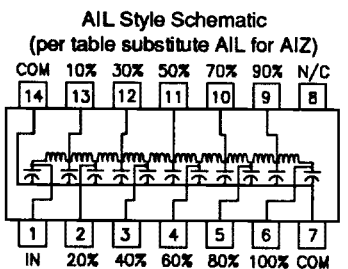 AIL Style Schematic
(per table substitute AIL for AIZ)
COM 10% 30% 50% 70% 90% N/C
14 13 12 11 10 9 8
1 2 3 4 5 6 7
IN 20% 40% 60% 80% 100% COM